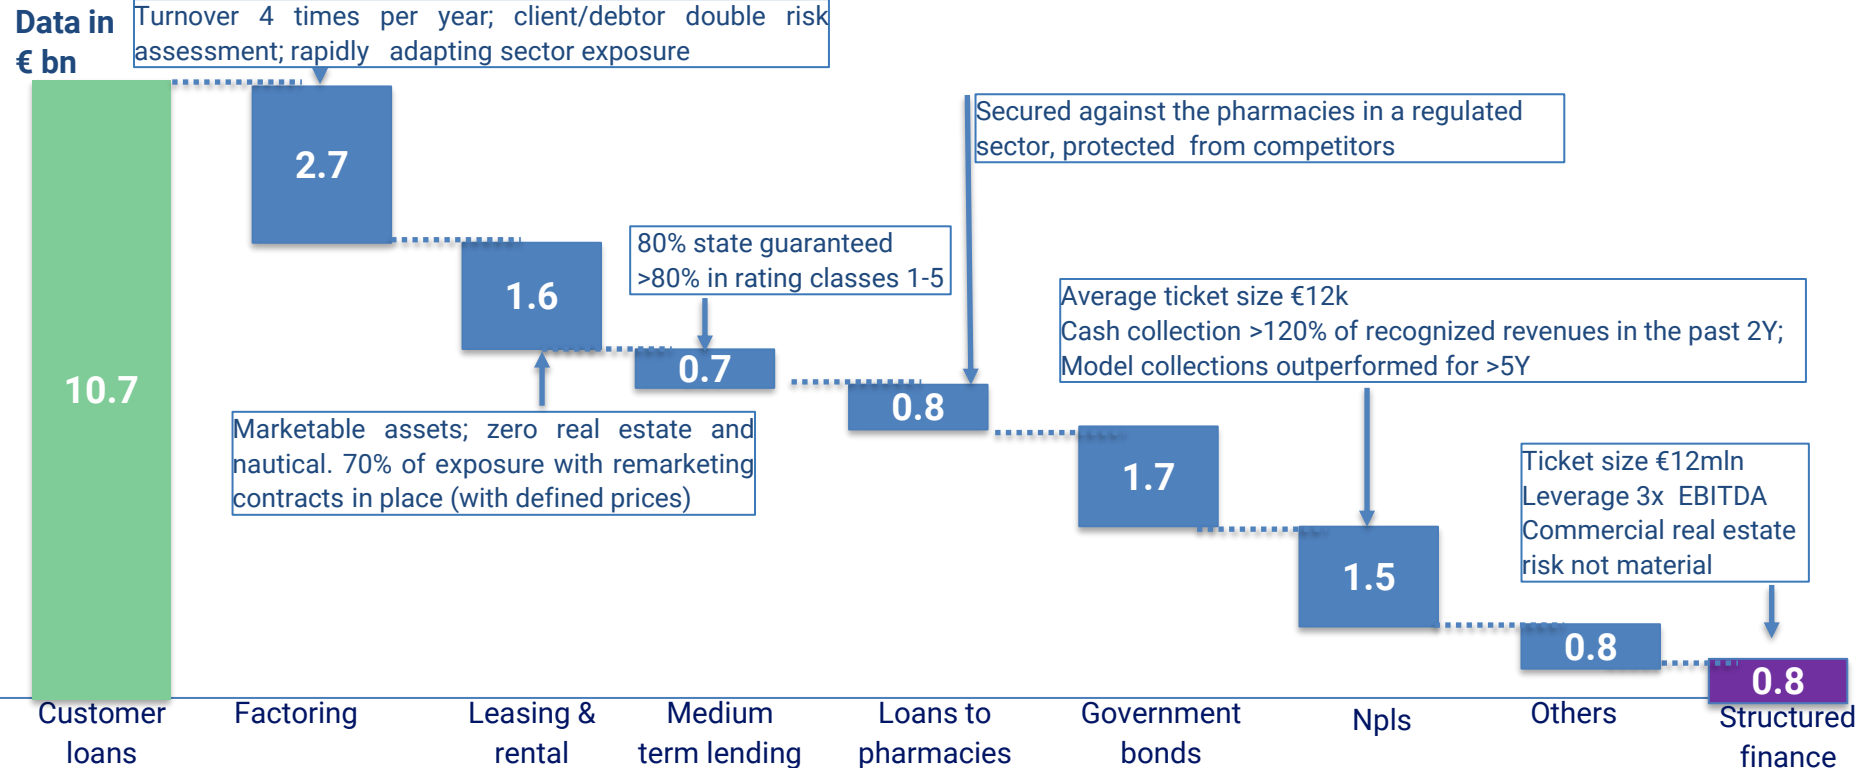 Data in
€ bn
Turnover 4 times per year; client/debtor double risk
assessment; rapidly adapting sector exposure
Secured against the pharmacies in a regulated
sector, protected from competitors
2.7
80% state guaranteed
>80% in rating classes 1-5
1.6
Average ticket size €12k
Cash collection >120% of recognized revenues in the past 2Y;
Model collections outperformed for >5Y
10.7
0.7
0.8
Marketable assets; zero real estate and
nautical. 70% of exposure with remarketing
contracts in place (with defined prices)
1.7
Ticket size €12mln
Leverage 3x EBITDA
Commercial real estate
risk not material
1.5
0.8
0.8
Customer
loans
Factoring
Leasing &
rental
Medium
term lending
Loans to
pharmacies
Government
bonds
Npls
Others
Structured
finance